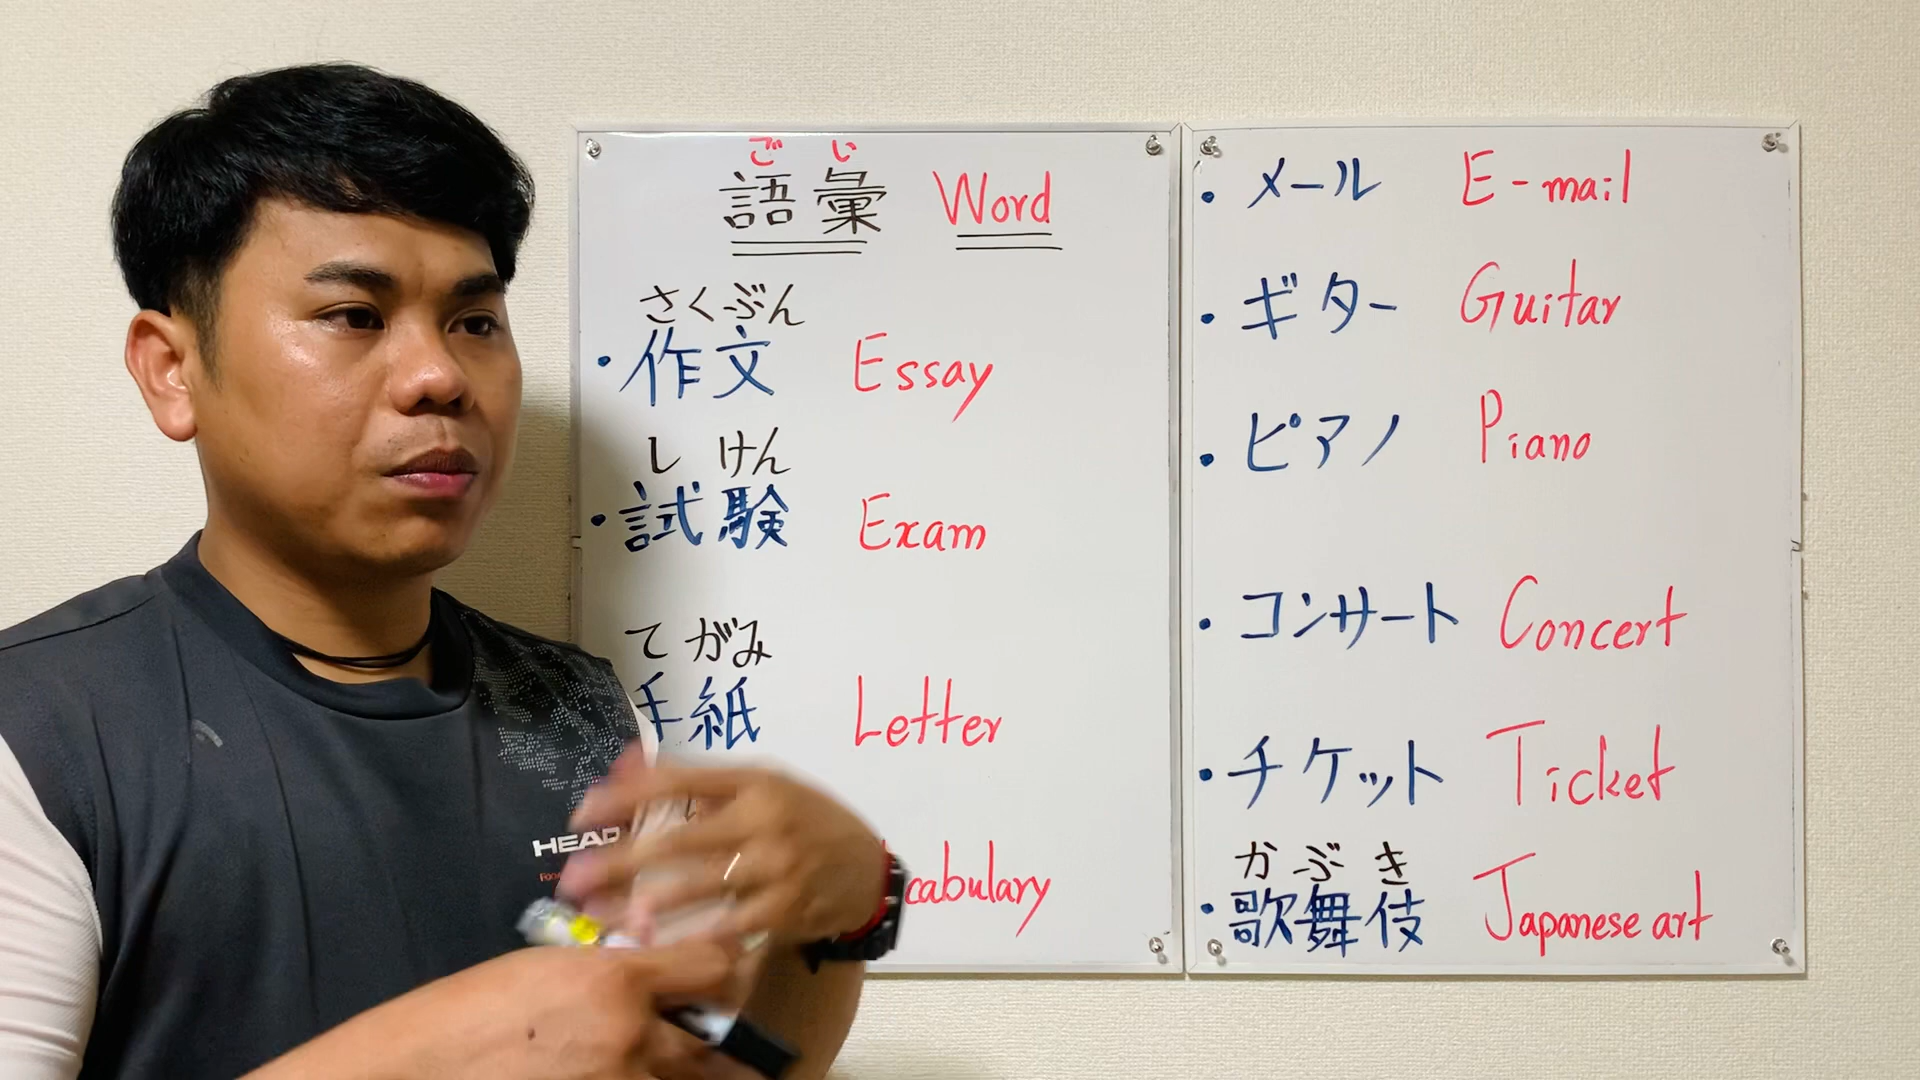 ごい
語彙 Word
さくぶん
・作文 Essay
しけん
・試験 Exam
てがみ
手紙 Letter
cabulary
・メール E-mail
・ギター Guitar
・ピアノ Piano
・コンサート Concert
・チケット Ticket
かぶき
・歌舞伎 Japanese art
HEAD